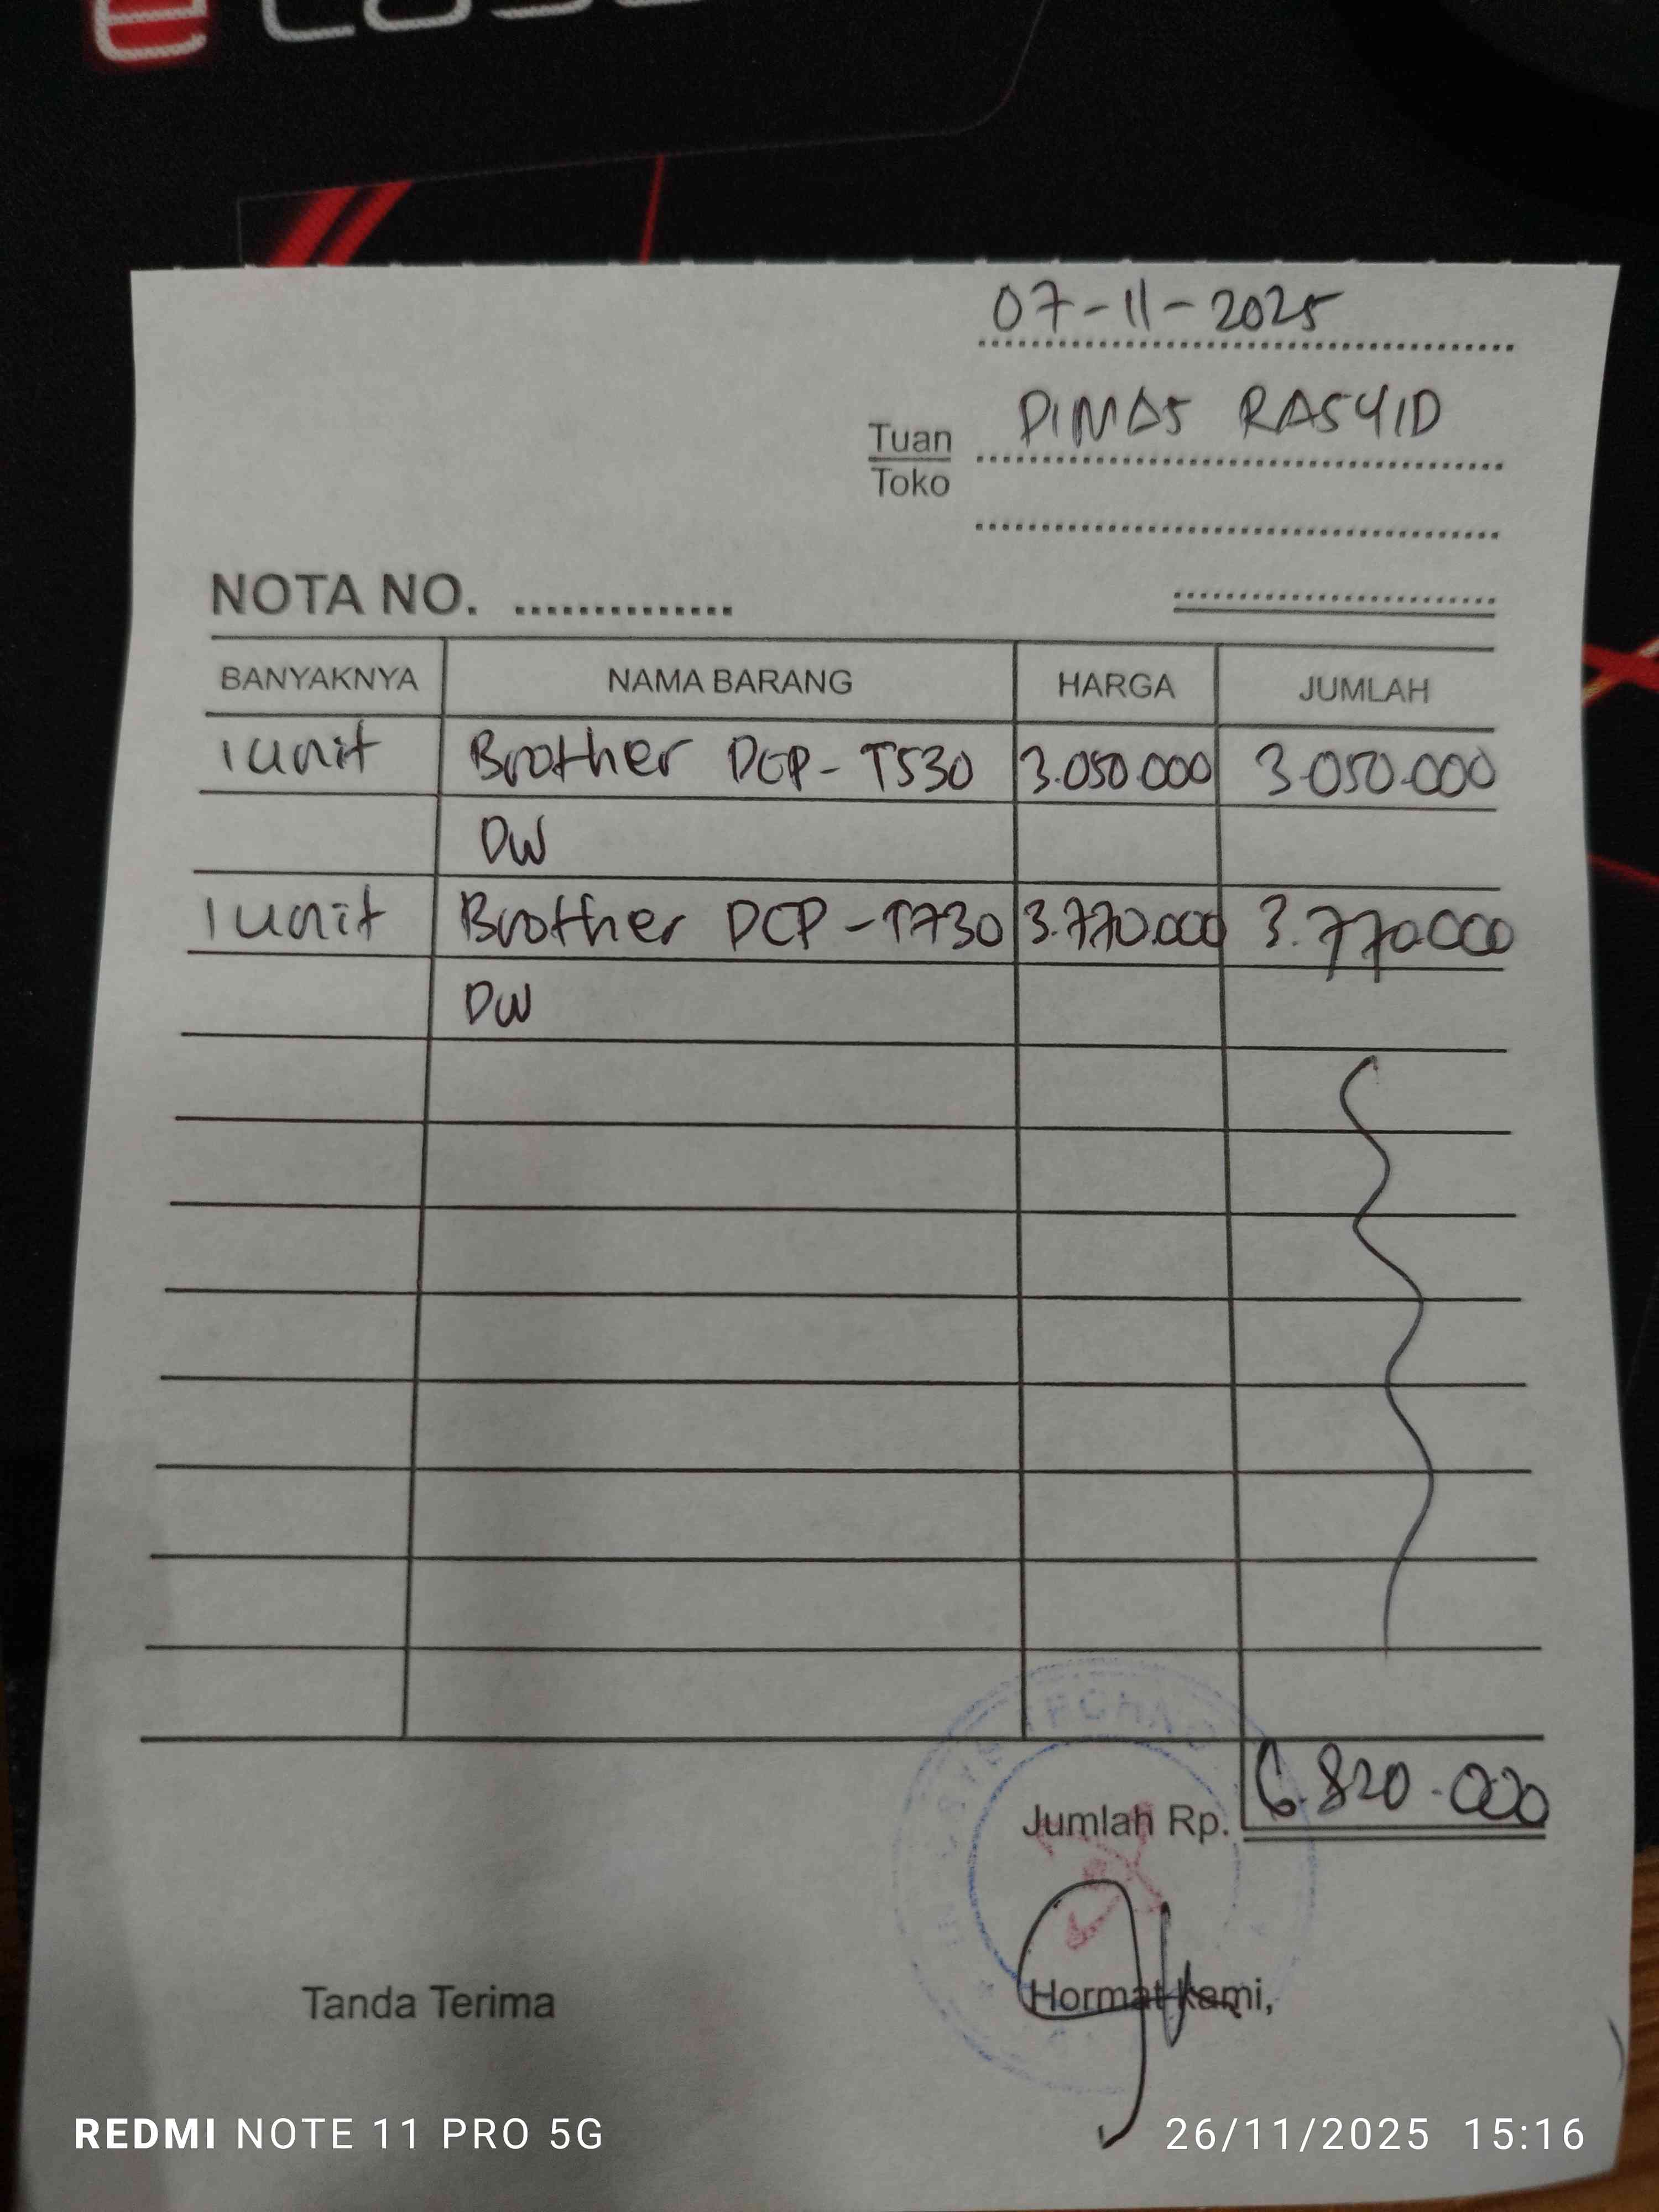 07-11-2025
Tuan
Toko
DIMAS RASYID
NOTA NO.
BANYAKNYA NAMA BARANG HARGA JUMLAH
1 unit Brother DCP-T530 3.050.000 3.050.000
DW
1 unit Brother DCP-T730 3.770.000 3.770.000
DW
Jumlah Rp. 6.820.000
Tanda Terima Hormat kami,
REDMI NOTE 11 PRO 5G 26/11/2025 15:16